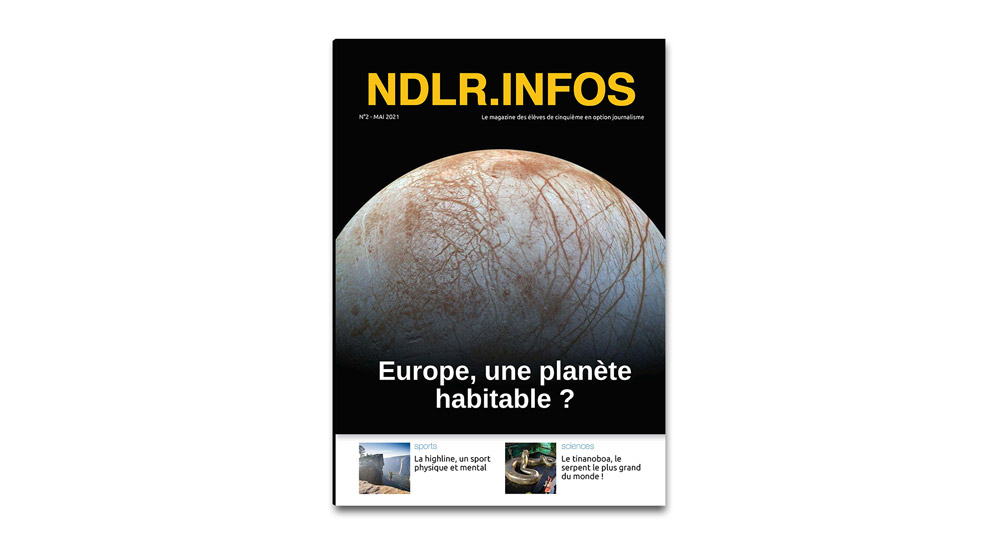 NDLR.INFOS
N°2 - MAI 2021
Le magazine des élèves de cinquième en option journalisme
Europe, une planète
habitable ?
sports
La highline, un sport
physique et mental
sciences
Le tinanoboa, le
serpent le plus grand
du monde !